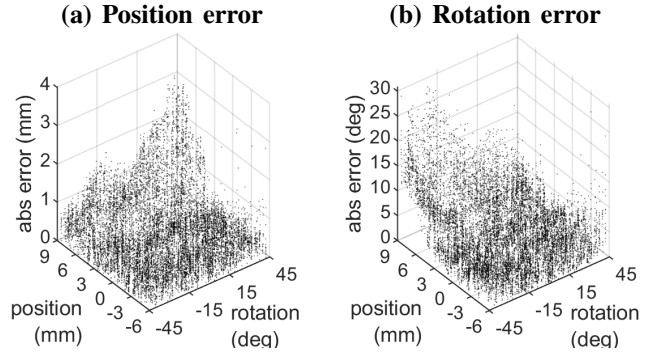 (a) Position error
(b) Rotation error
abs error (mm)
4
3
2
1
0
9
6
3
0
-3
-6
position
(mm)
-45
-15
15
45
rotation
(deg)
abs error (deg)
30
25
20
15
10
5
0
9
6
3
0
-3
-6
position
(mm)
-45
-15
15
45
rotation
(deg)